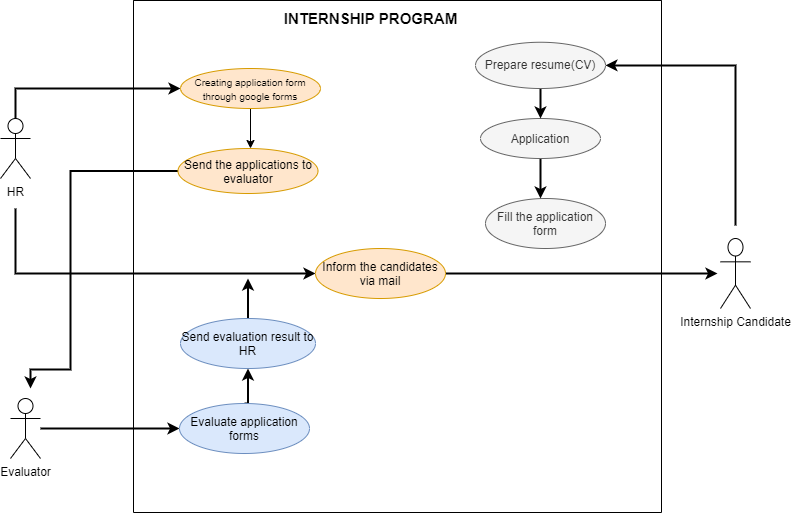 INTERNSHIP PROGRAM
Creating application form
through google forms
Prepare resume(CV)
Application
Send the applications to
evaluator
HR
Fill the application
form
Inform the candidates
via mail
Internship Candidate
Send evaluation result to
HR
Evaluate application
forms
Evaluator